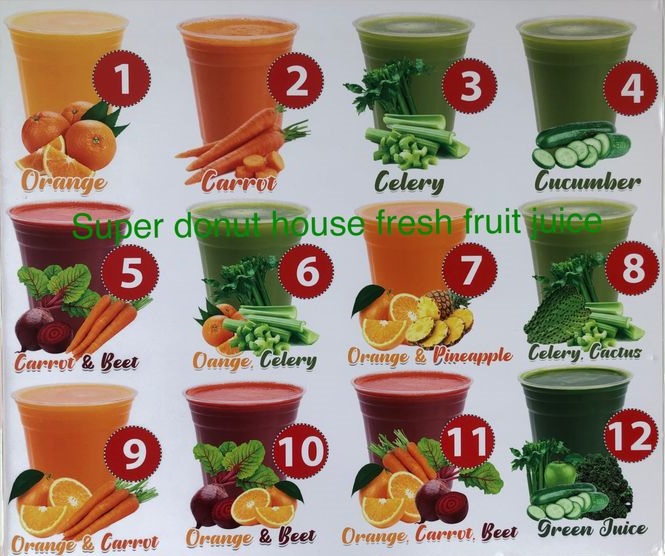 1
2
3
4
Orange
Carrot
Celery
Cucumber
Super donut house fresh fruit juice
5
6
7
8
Carrot & Beet
Oange, Celery
Orange & Pineapple
Celery, Cactus
9
10
11
12
Orange & Carrot
Orange & Beet
Orange, Carrot, Beet
Green Juice